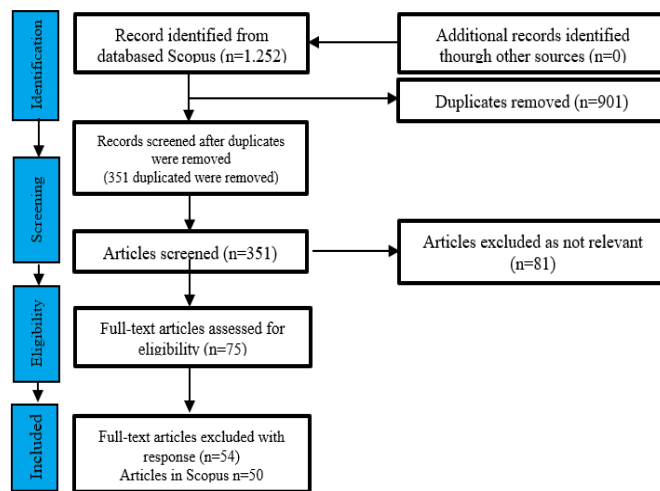 Identification
Record identified from
databased Scopus (n=1.252)
Additional records identified
though other sources (n=0)
Duplicates removed (n=901)
Records screened after duplicates
were removed
(351 duplicated were removed)
Screening
Articles screened (n=351)
Articles excluded as not relevant
(n=81)
Eligibility
Full-text articles assessed for
eligibility (n=75)
Included
Full-text articles excluded with
response (n=54)
Articles in Scopus n=50